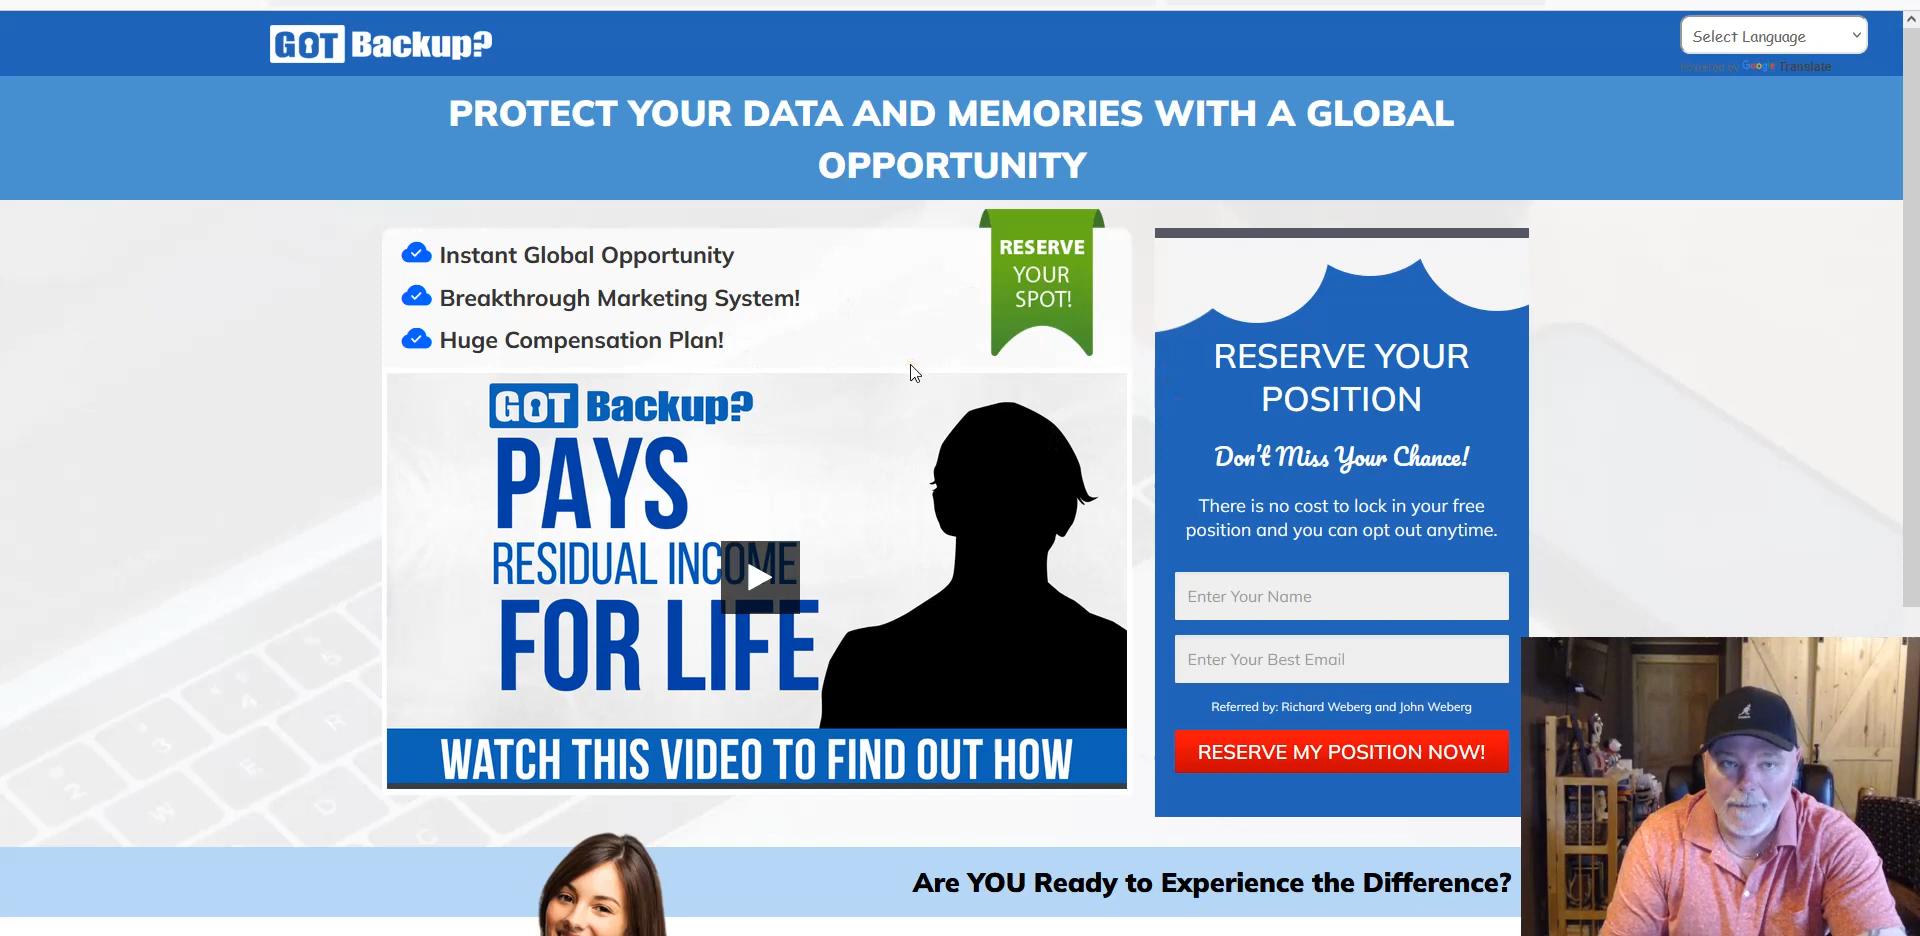 GOT Backup?
Select Language
Powered by Google Translate
PROTECT YOUR DATA AND MEMORIES WITH A GLOBAL
OPPORTUNITY
Instant Global Opportunity
Breakthrough Marketing System!
Huge Compensation Plan!
RESERVE
YOUR
SPOT!
GOT Backup?
PAYS
RESIDUAL INCOME
FOR LIFE
WATCH THIS VIDEO TO FIND OUT HOW
RESERVE YOUR
POSITION
Don't Miss Your Chance!
There is no cost to lock in your free
position and you can opt out anytime.
Enter Your Name
Enter Your Best Email
Referred by: Richard Weberg and John Weberg
RESERVE MY POSITION NOW!
Are YOU Ready to Experience the Difference?